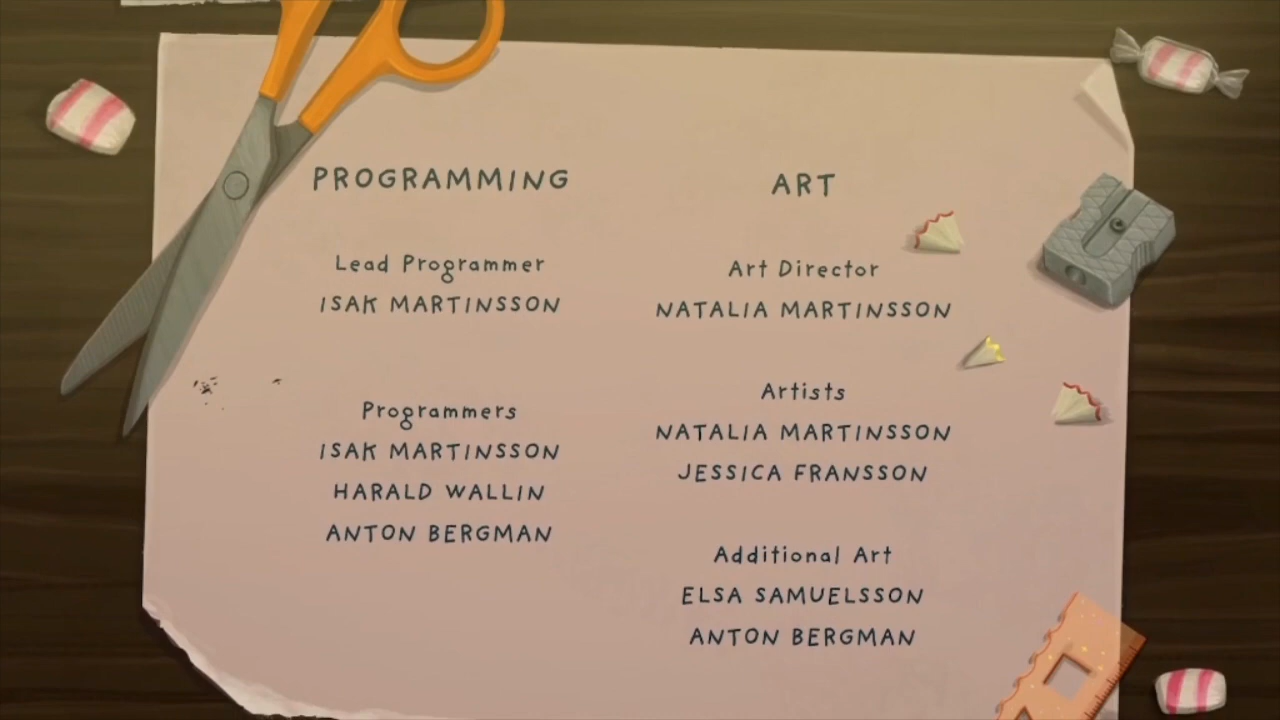 PROGRAMMING
Lead Programmer
ISAK MARTINSSON
Programmers
ISAK MARTINSSON
HARALD WALLIN
ANTON BERGMAN
ART
Art Director
NATALIA MARTINSSON
Artists
NATALIA MARTINSSON
JESSICA FRANSSON
Additional Art
ELSA SAMUELSSON
ANTON BERGMAN